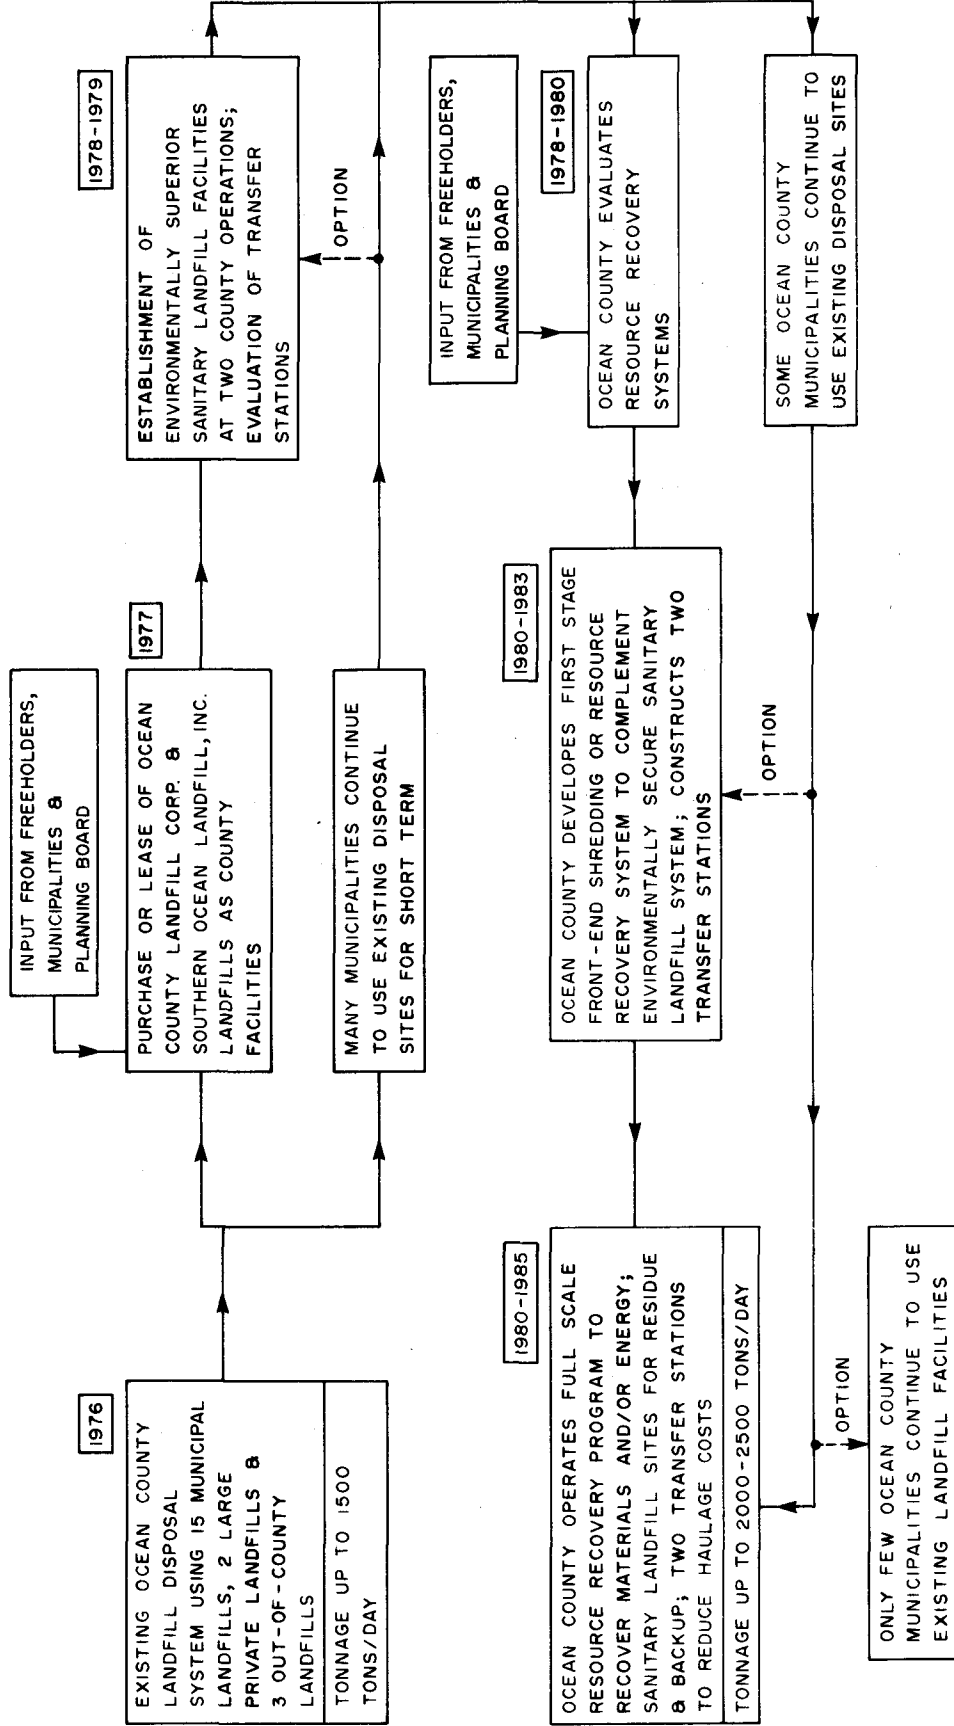 1976
EXISTING OCEAN COUNTY
LANDFILL DISPOSAL
SYSTEM USING 15 MUNICIPAL
LANDFILLS, 2 LARGE
PRIVATE LANDFILLS &
3 OUT-OF-COUNTY
LANDFILLS
TONNAGE UP TO 1500
TONS/DAY
INPUT FROM FREEHOLDERS,
MUNICIPALITIES &
PLANNING BOARD
1977
PURCHASE OR LEASE OF OCEAN
COUNTY LANDFILL CORP. &
SOUTHERN OCEAN LANDFILL, INC.
LANDFILLS AS COUNTY
FACILITIES
MANY MUNICIPALITIES CONTINUE
TO USE EXISTING DISPOSAL
SITES FOR SHORT TERM
1978-1979
ESTABLISHMENT OF
ENVIRONMENTALLY SUPERIOR
SANITARY LANDFILL FACILITIES
AT TWO COUNTY OPERATIONS;
EVALUATION OF TRANSFER
STATIONS
OPTION
INPUT FROM FREEHOLDERS,
MUNICIPALITIES &
PLANNING BOARD
1978-1980
OCEAN COUNTY EVALUATES
RESOURCE RECOVERY
SYSTEMS
SOME OCEAN COUNTY
MUNICIPALITIES CONTINUE TO
USE EXISTING DISPOSAL SITES
1980-1983
OCEAN COUNTY DEVELOPES FIRST STAGE
FRONT-END SHREDDING OR RESOURCE
RECOVERY SYSTEM TO COMPLEMENT
ENVIRONMENTALLY SECURE SANITARY
LANDFILL SYSTEM; CONSTRUCTS TWO
TRANSFER STATIONS
OPTION
1980-1985
OCEAN COUNTY OPERATES FULL SCALE
RESOURCE RECOVERY PROGRAM TO
RECOVER MATERIALS AND/OR ENERGY;
SANITARY LANDFILL SITES FOR RESIDUE
& BACKUP; TWO TRANSFER STATIONS
TO REDUCE HAULAGE COSTS
TONNAGE UP TO 2000-2500 TONS/DAY
OPTION
ONLY FEW OCEAN COUNTY
MUNICIPALITIES CONTINUE TO USE
EXISTING LANDFILL FACILITIES